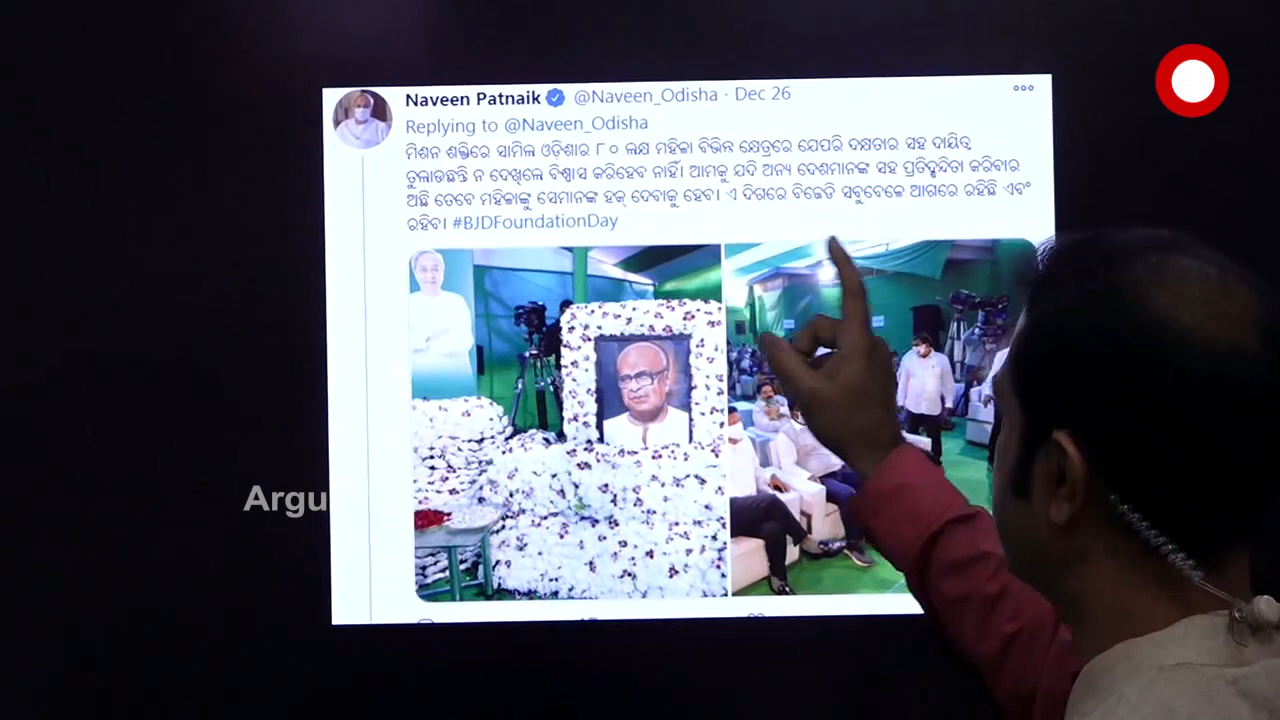 Naveen Patnaik @Naveen_Odisha · Dec 26
Replying to @Naveen_Odisha
ମିଶନ ଶକ୍ତିରେ ସାମିଲ ଓଡ଼ିଶାର ୮୦ ଲକ୍ଷ ମହିଳା ବିଭିନ୍ନ କ୍ଷେତ୍ରରେ ଯେପରି ଦକ୍ଷତାର ସହ ଦାୟିତ୍ୱ
ତୁଲାଉଛନ୍ତି ନ ଦେଖିଲେ ବିଶ୍ୱାସ କରିହେବ ନାହିଁ। ଆମକୁ ଯଦି ଅନ୍ୟ ଦେଶମାନଙ୍କ ସହ ପ୍ରତିଦ୍ୱନ୍ଦିତା କରିବାର
ଅଛି ତେବେ ମହିଳାଙ୍କୁ ସେମାନଙ୍କ ହକ୍ ଦେବାକୁ ହେବ। ଏ ଦିଗରେ ବିଜେଡି ସବୁବେଳେ ଆଗରେ ରହିଛି ଏବଂ
ରହିବ। #BJDFoundationDay
Argu